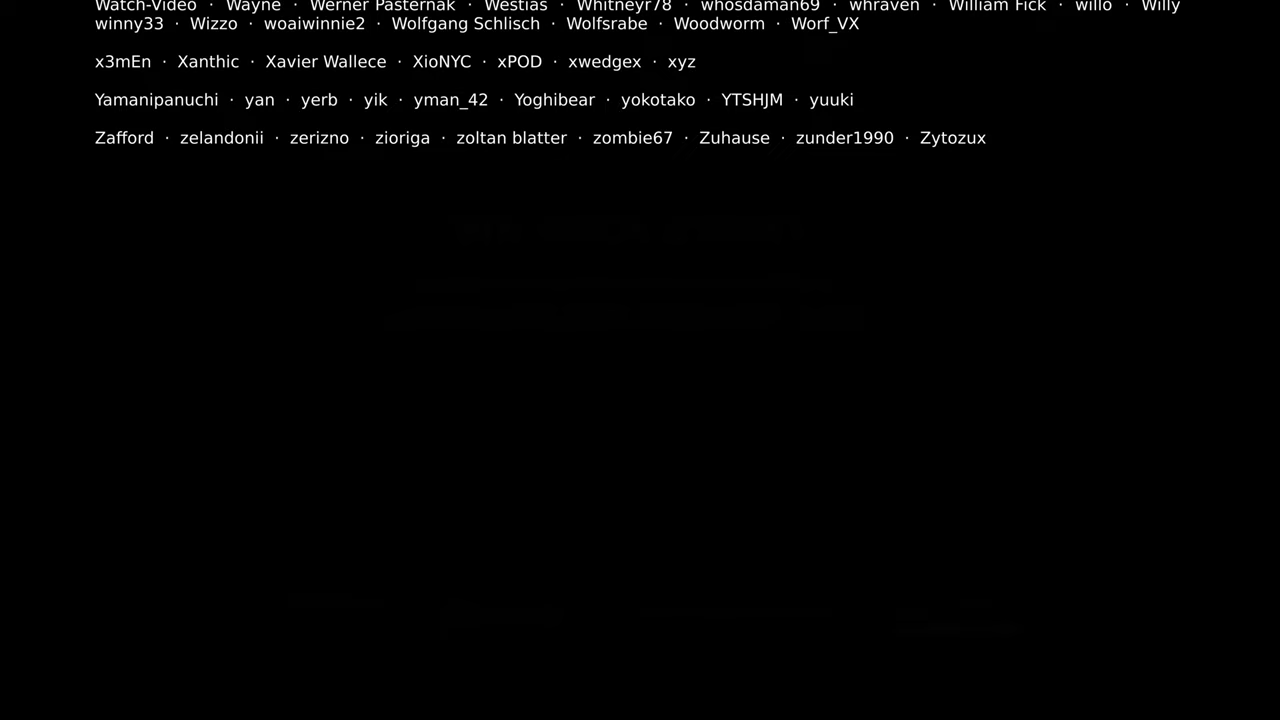 Watch-Video · Wayne · Werner Pasternak · Westias · Whitneyr78 · whosdaman69 · whraven · William Fick · willo · Willy
winny33 · Wizzo · woaiwinnie2 · Wolfgang Schlisch · Wolfsrabe · Woodworm · Worf_VX
x3mEn · Xanthic · Xavier Wallece · XioNYC · xPOD · xwedgex · xyz
Yamanipanuchi · yan · yerb · yik · yman_42 · Yoghibear · yokotako · YTSHJM · yuuki
Zafford · zelandonii · zerizno · zioriga · zoltan blatter · zombie67 · Zuhause · zunder1990 · Zytozux